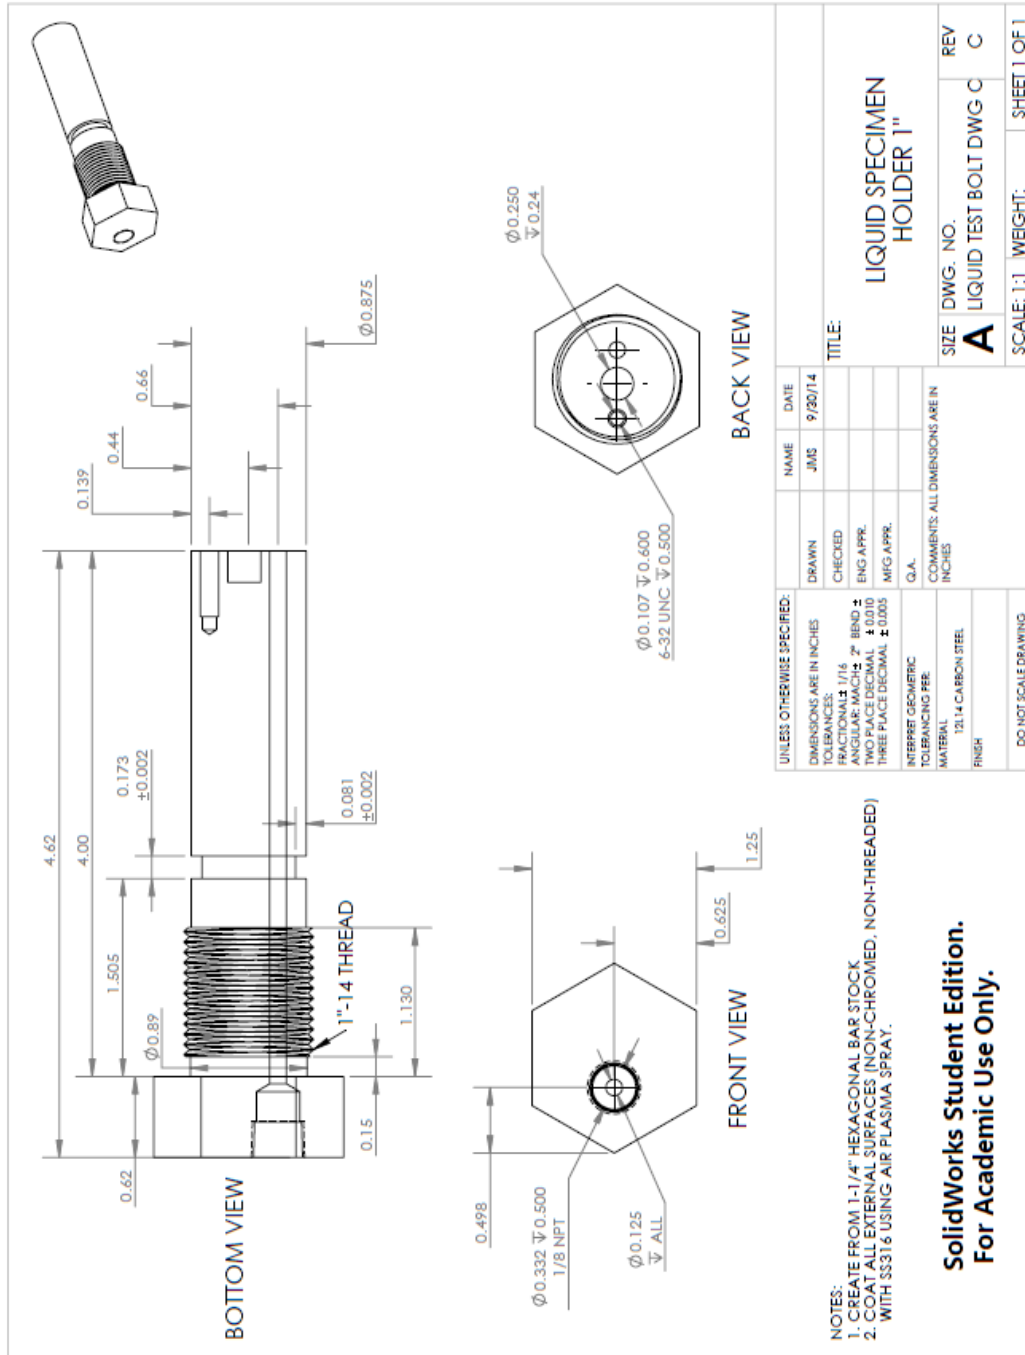 4.62
4.00
0.62
1.505
0.173
±0.002
Ø0.89
0.139
0.44
0.66
Ø0.875
0.081
±0.002
1"-14 THREAD
1.130
0.15
BOTTOM VIEW
0.498
Ø0.332 ↧ 0.500
1/8 NPT
Ø0.125
↧ ALL
0.625
1.25
FRONT VIEW
Ø0.107 ↧ 0.600
6-32 UNC ↧ 0.500
Ø0.250
↧ 0.24
BACK VIEW
NOTES:
1. CREATE FROM 1-1/4" HEXAGONAL BAR STOCK
2. COAT ALL EXTERNAL SURFACES (NON-CHROMED, NON-THREADED)
WITH SS316 USING AIR PLASMA SPRAY.
SolidWorks Student Edition.
For Academic Use Only.
UNLESS OTHERWISE SPECIFIED:
DIMENSIONS ARE IN INCHES
TOLERANCES:
FRACTIONAL± 1/16
ANGULAR: MACH± 2° BEND ±
TWO PLACE DECIMAL ± 0.010
THREE PLACE DECIMAL ± 0.005
INTERPRET GEOMETRIC
TOLERANCING PER:
MATERIAL
12L14 CARBON STEEL
FINISH
DO NOT SCALE DRAWING
NAME DATE
DRAWN JMS 9/30/14
CHECKED
ENG APPR.
MFG APPR.
Q.A.
COMMENTS: ALL DIMENSIONS ARE IN
INCHES
TITLE:
LIQUID SPECIMEN
HOLDER 1"
SIZE DWG. NO. REV
A LIQUID TEST BOLT DWG C C
SCALE: 1:1 WEIGHT: SHEET 1 OF 1